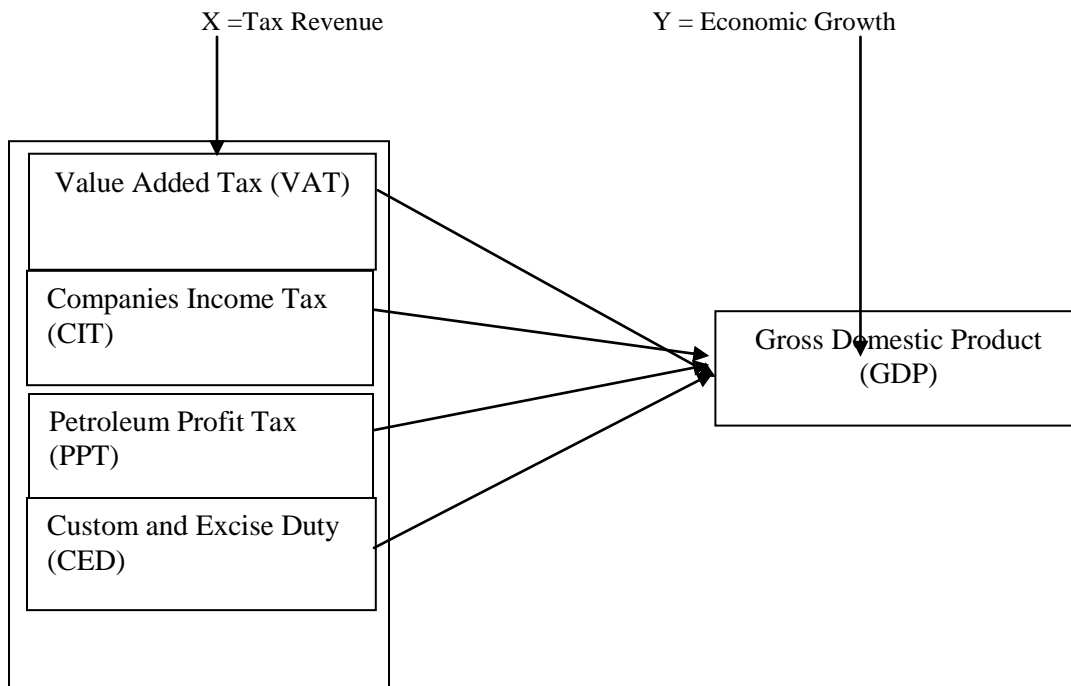 X =Tax Revenue
Y = Economic Growth
Value Added Tax (VAT)
Companies Income Tax
(CIT)
Gross Domestic Product
(GDP)
Petroleum Profit Tax
(PPT)
Custom and Excise Duty
(CED)